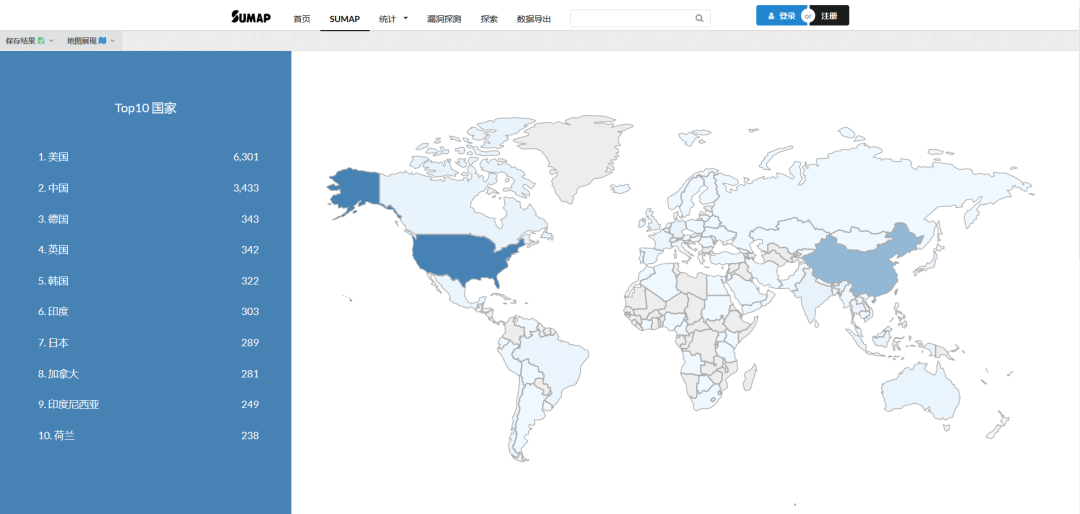 SUMAP 首页 SUMAP 统计 漏洞探测 探索 数据导出 登录 or 注册
保存结果 地图展现
Top10 国家
1. 美国 6,301
2. 中国 3,433
3. 德国 343
4. 英国 342
5. 韩国 322
6. 印度 303
7. 日本 289
8. 加拿大 281
9. 印度尼西亚 249
10. 荷兰 238